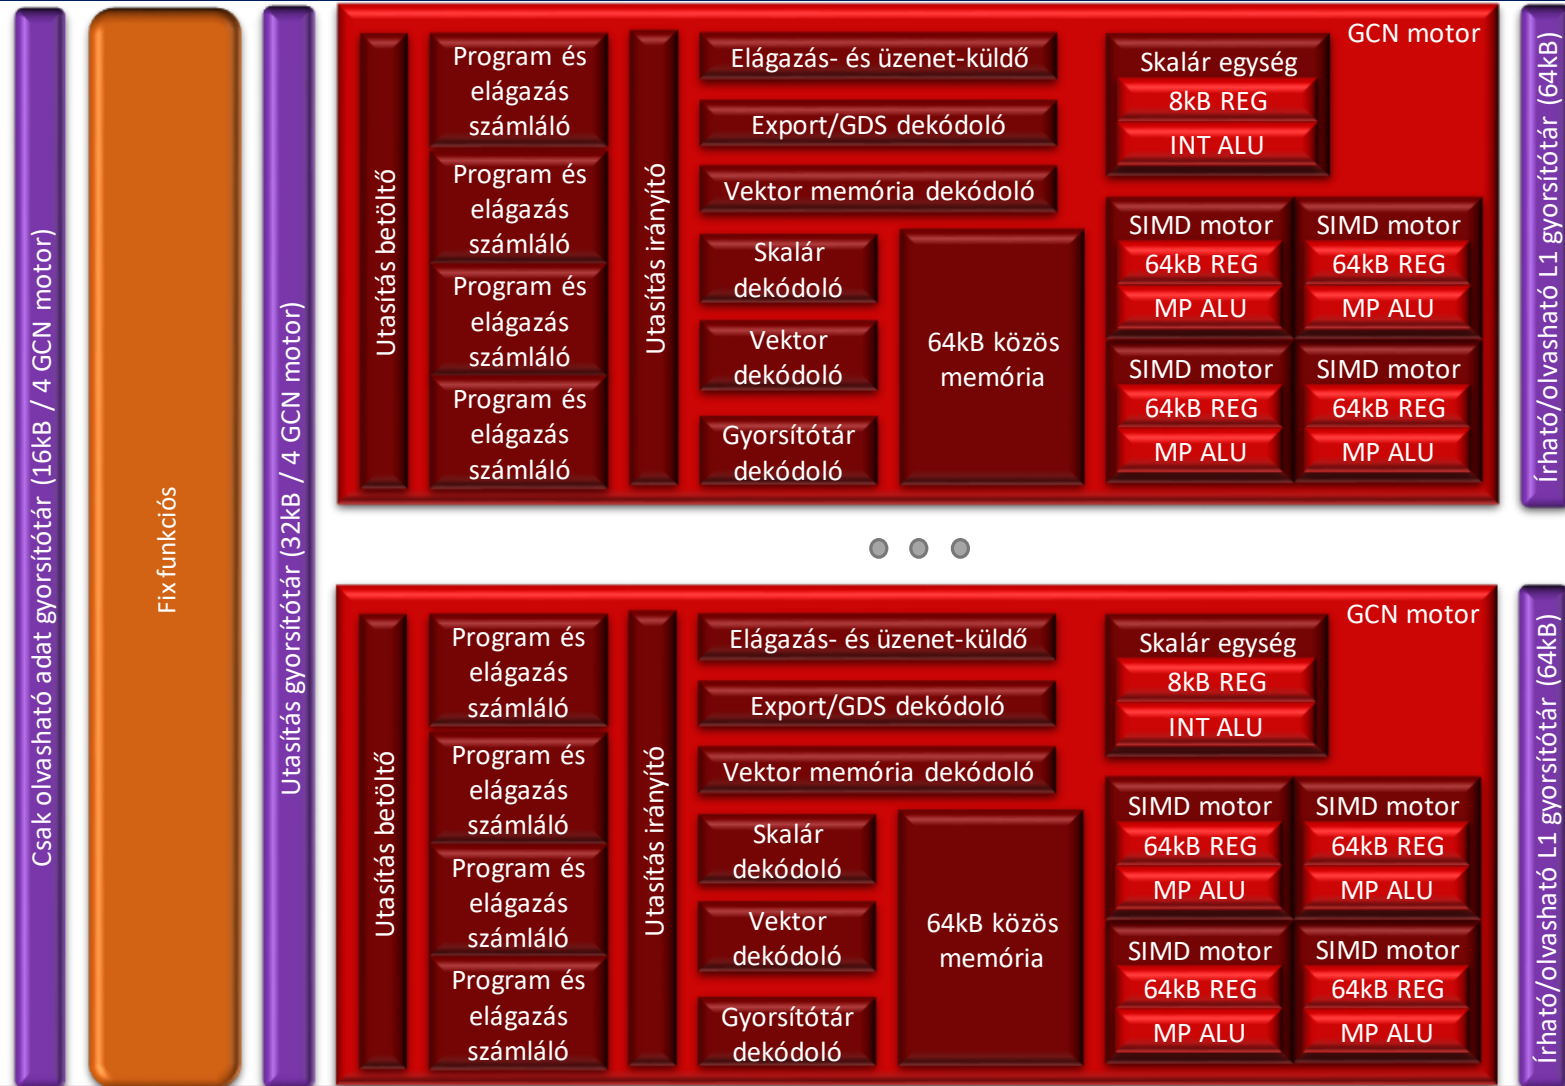 Csak olvasható adat gyorsítótár (16kB / 4 GCN motor)
Fix funkciós
Utasítás gyorsítótár (32kB / 4 GCN motor)
GCN motor
Utasítás betöltő
Program és
elágazás
számláló
Program és
elágazás
számláló
Program és
elágazás
számláló
Program és
elágazás
számláló
Utasítás irányító
Elágazás- és üzenet-küldő
Export/GDS dekódoló
Vektor memória dekódoló
Skalár
dekódoló
Vektor
dekódoló
Gyorsítótár
dekódoló
64kB közös
memória
Skalár egység
8kB REG
INT ALU
SIMD motor
64kB REG
MP ALU
SIMD motor
64kB REG
MP ALU
SIMD motor
64kB REG
MP ALU
SIMD motor
64kB REG
MP ALU
Írható/olvasható L1 gyorsítótár (64kB)
GCN motor
Utasítás betöltő
Program és
elágazás
számláló
Program és
elágazás
számláló
Program és
elágazás
számláló
Program és
elágazás
számláló
Utasítás irányító
Elágazás- és üzenet-küldő
Export/GDS dekódoló
Vektor memória dekódoló
Skalár
dekódoló
Vektor
dekódoló
Gyorsítótár
dekódoló
64kB közös
memória
Skalár egység
8kB REG
INT ALU
SIMD motor
64kB REG
MP ALU
SIMD motor
64kB REG
MP ALU
SIMD motor
64kB REG
MP ALU
SIMD motor
64kB REG
MP ALU
Írható/olvasható L1 gyorsítótár (64kB)